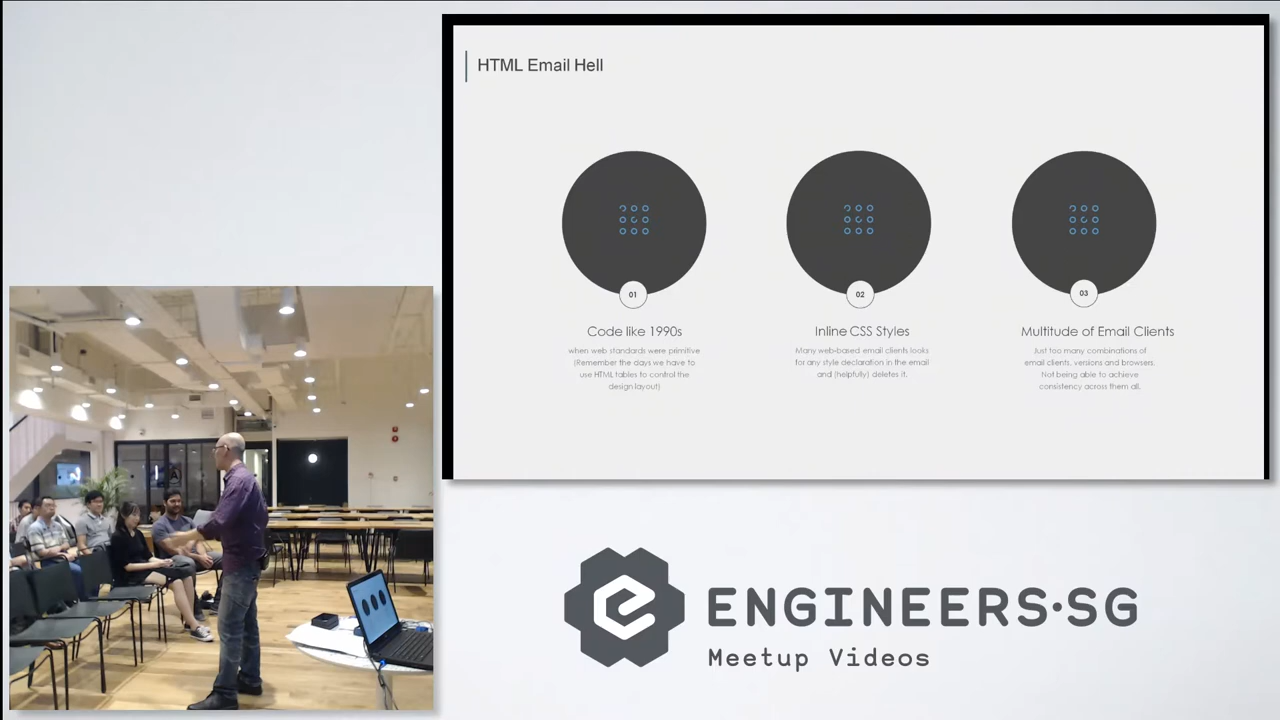 HTML Email Hell
01
Code like 1990s
when web standards were primitive
(Remember the days we have to
use HTML tables to control the
design layout)
02
Inline CSS Styles
Many web-based email clients looks
for any style declaration in the email
and (helpfully) deletes it.
03
Multitude of Email Clients
Just too many combinations of
email clients, versions and browsers.
Not being able to achieve
consistency across them all.
ENGINEERS·SG
Meetup Videos